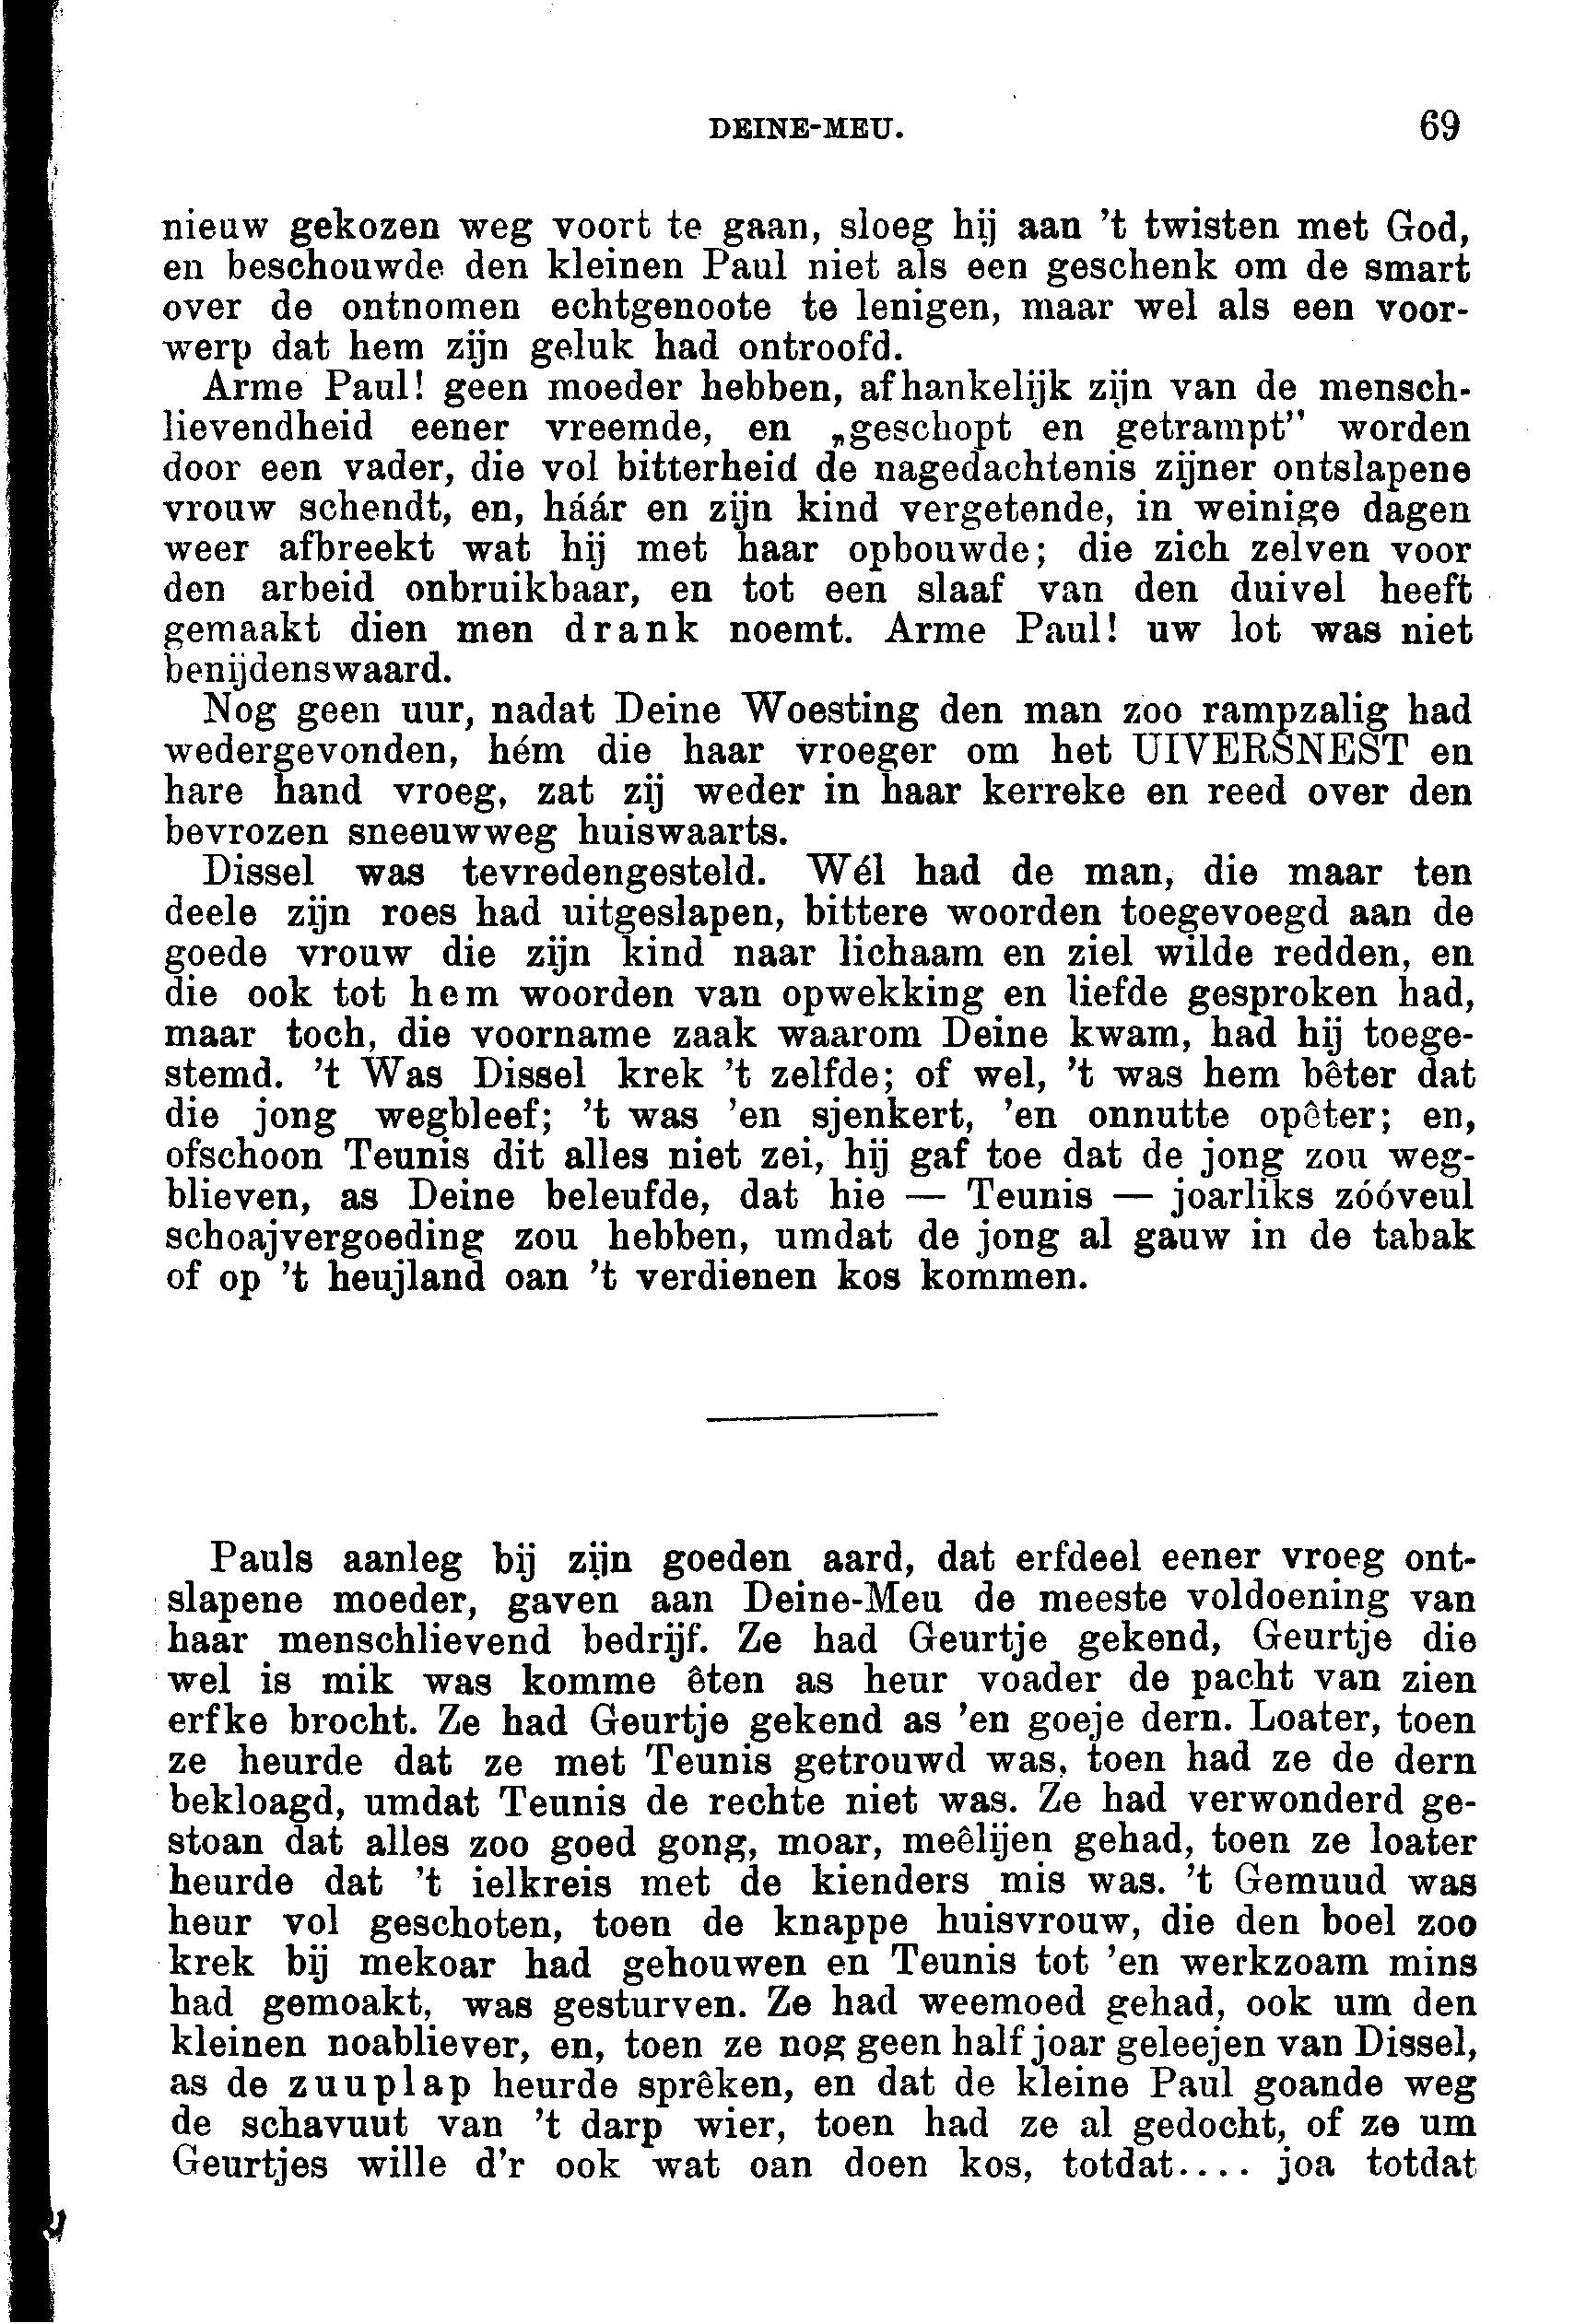 DEINE-MEU. 69
nieuw gekozen weg voort te gaan, sloeg hij aan 't twisten met God,
en beschouwde den kleinen Paul niet als een geschenk om de smart
over de ontnomen echtgenoote te lenigen, maar wel als een voor-
werp dat hem zijn geluk had ontroofd.
Arme Paul! geen moeder hebben, afhankelijk zijn van de mensch-
lievendheid eener vreemde, en „geschopt en getrampt" worden
door een vader, die vol bitterheid de nagedachtenis zijner ontslapene
vrouw schendt, en, háár en zijn kind vergetende, in weinige dagen
weer afbreekt wat hij met haar opbouwde; die zich zelven voor
den arbeid onbruikbaar, en tot een slaaf van den duivel heeft
gemaakt dien men drank noemt. Arme Paul! uw lot was niet
benijdenswaard.
Nog geen uur, nadat Deine Woesting den man zoo rampzalig had
wedergevonden, hém die haar vroeger om het UIVERSNEST en
hare hand vroeg, zat zij weder in haar kerreke en reed over den
bevrozen sneeuwweg huiswaarts.
Dissel was tevredengesteld. Wél had de man, die maar ten
deele zijn roes had uitgeslapen, bittere woorden toegevoegd aan de
goede vrouw die zijn kind naar lichaam en ziel wilde redden, en
die ook tot hem woorden van opwekking en liefde gesproken had,
maar toch, die voorname zaak waarom Deine kwam, had hij toege-
stemd. 't Was Dissel krek 't zelfde; of wel, 't was hem bêter dat
die jong wegbleef; 't was 'en sjenkert, 'en onnutte opêter; en,
ofschoon Teunis dit alles niet zei, hij gaf toe dat de jong zou weg-
blieven, as Deine beleufde, dat hie — Teunis — joarliks zóóveul
schoajvergoeding zou hebben, umdat de jong al gauw in de tabak
of op 't heujland oan 't verdienen kos kommen.
Pauls aanleg bij zijn goeden aard, dat erfdeel eener vroeg ont-
slapene moeder, gaven aan Deine-Meu de meeste voldoening van
haar menschlievend bedrijf. Ze had Geurtje gekend, Geurtje die
wel is mik was komme êten as heur voader de pacht van zien
erfke brocht. Ze had Geurtje gekend as 'en goeje dern. Loater, toen
ze heurde dat ze met Teunis getrouwd was, toen had ze de dern
bekloagd, umdat Teunis de rechte niet was. Ze had verwonderd ge-
stoan dat alles zoo goed gong, moar, meêlijen gehad, toen ze loater
heurde dat 't ielkreis met de kienders mis was. 't Gemuud was
heur vol geschoten, toen de knappe huisvrouw, die den boel zoo
krek bij mekoar had gehouwen en Teunis tot 'en werkzoam mins
had gemoakt, was gesturven. Ze had weemoed gehad, ook um den
kleinen noabliever, en, toen ze nog geen half joar geleejen van Dissel,
as de zuuplap heurde sprêken, en dat de kleine Paul goande weg
de schavuut van 't darp wier, toen had ze al gedocht, of ze um
Geurtjes wille d'r ook wat oan doen kos, totdat.... joa totdat